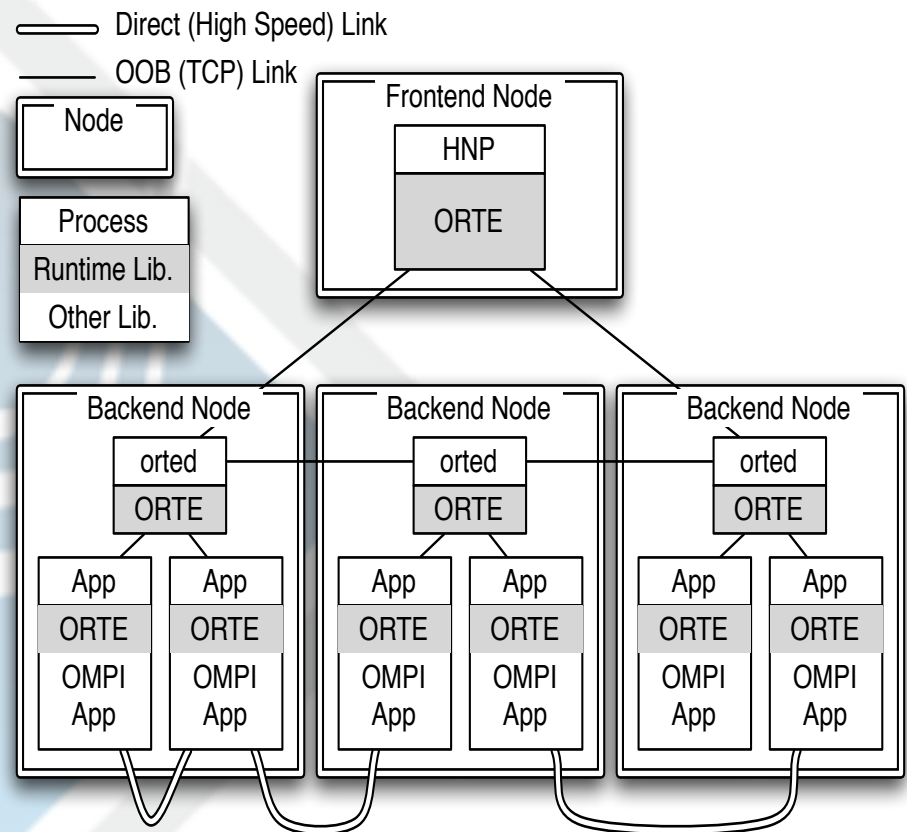 Direct (High Speed) Link
OOB (TCP) Link
Node
Process
Runtime Lib.
Other Lib.
Frontend Node
HNP
ORTE
Backend Node
orted
ORTE
App
ORTE
OMPI
App
App
ORTE
OMPI
App
Backend Node
orted
ORTE
App
ORTE
OMPI
App
App
ORTE
OMPI
App
Backend Node
orted
ORTE
App
ORTE
OMPI
App
App
ORTE
OMPI
App